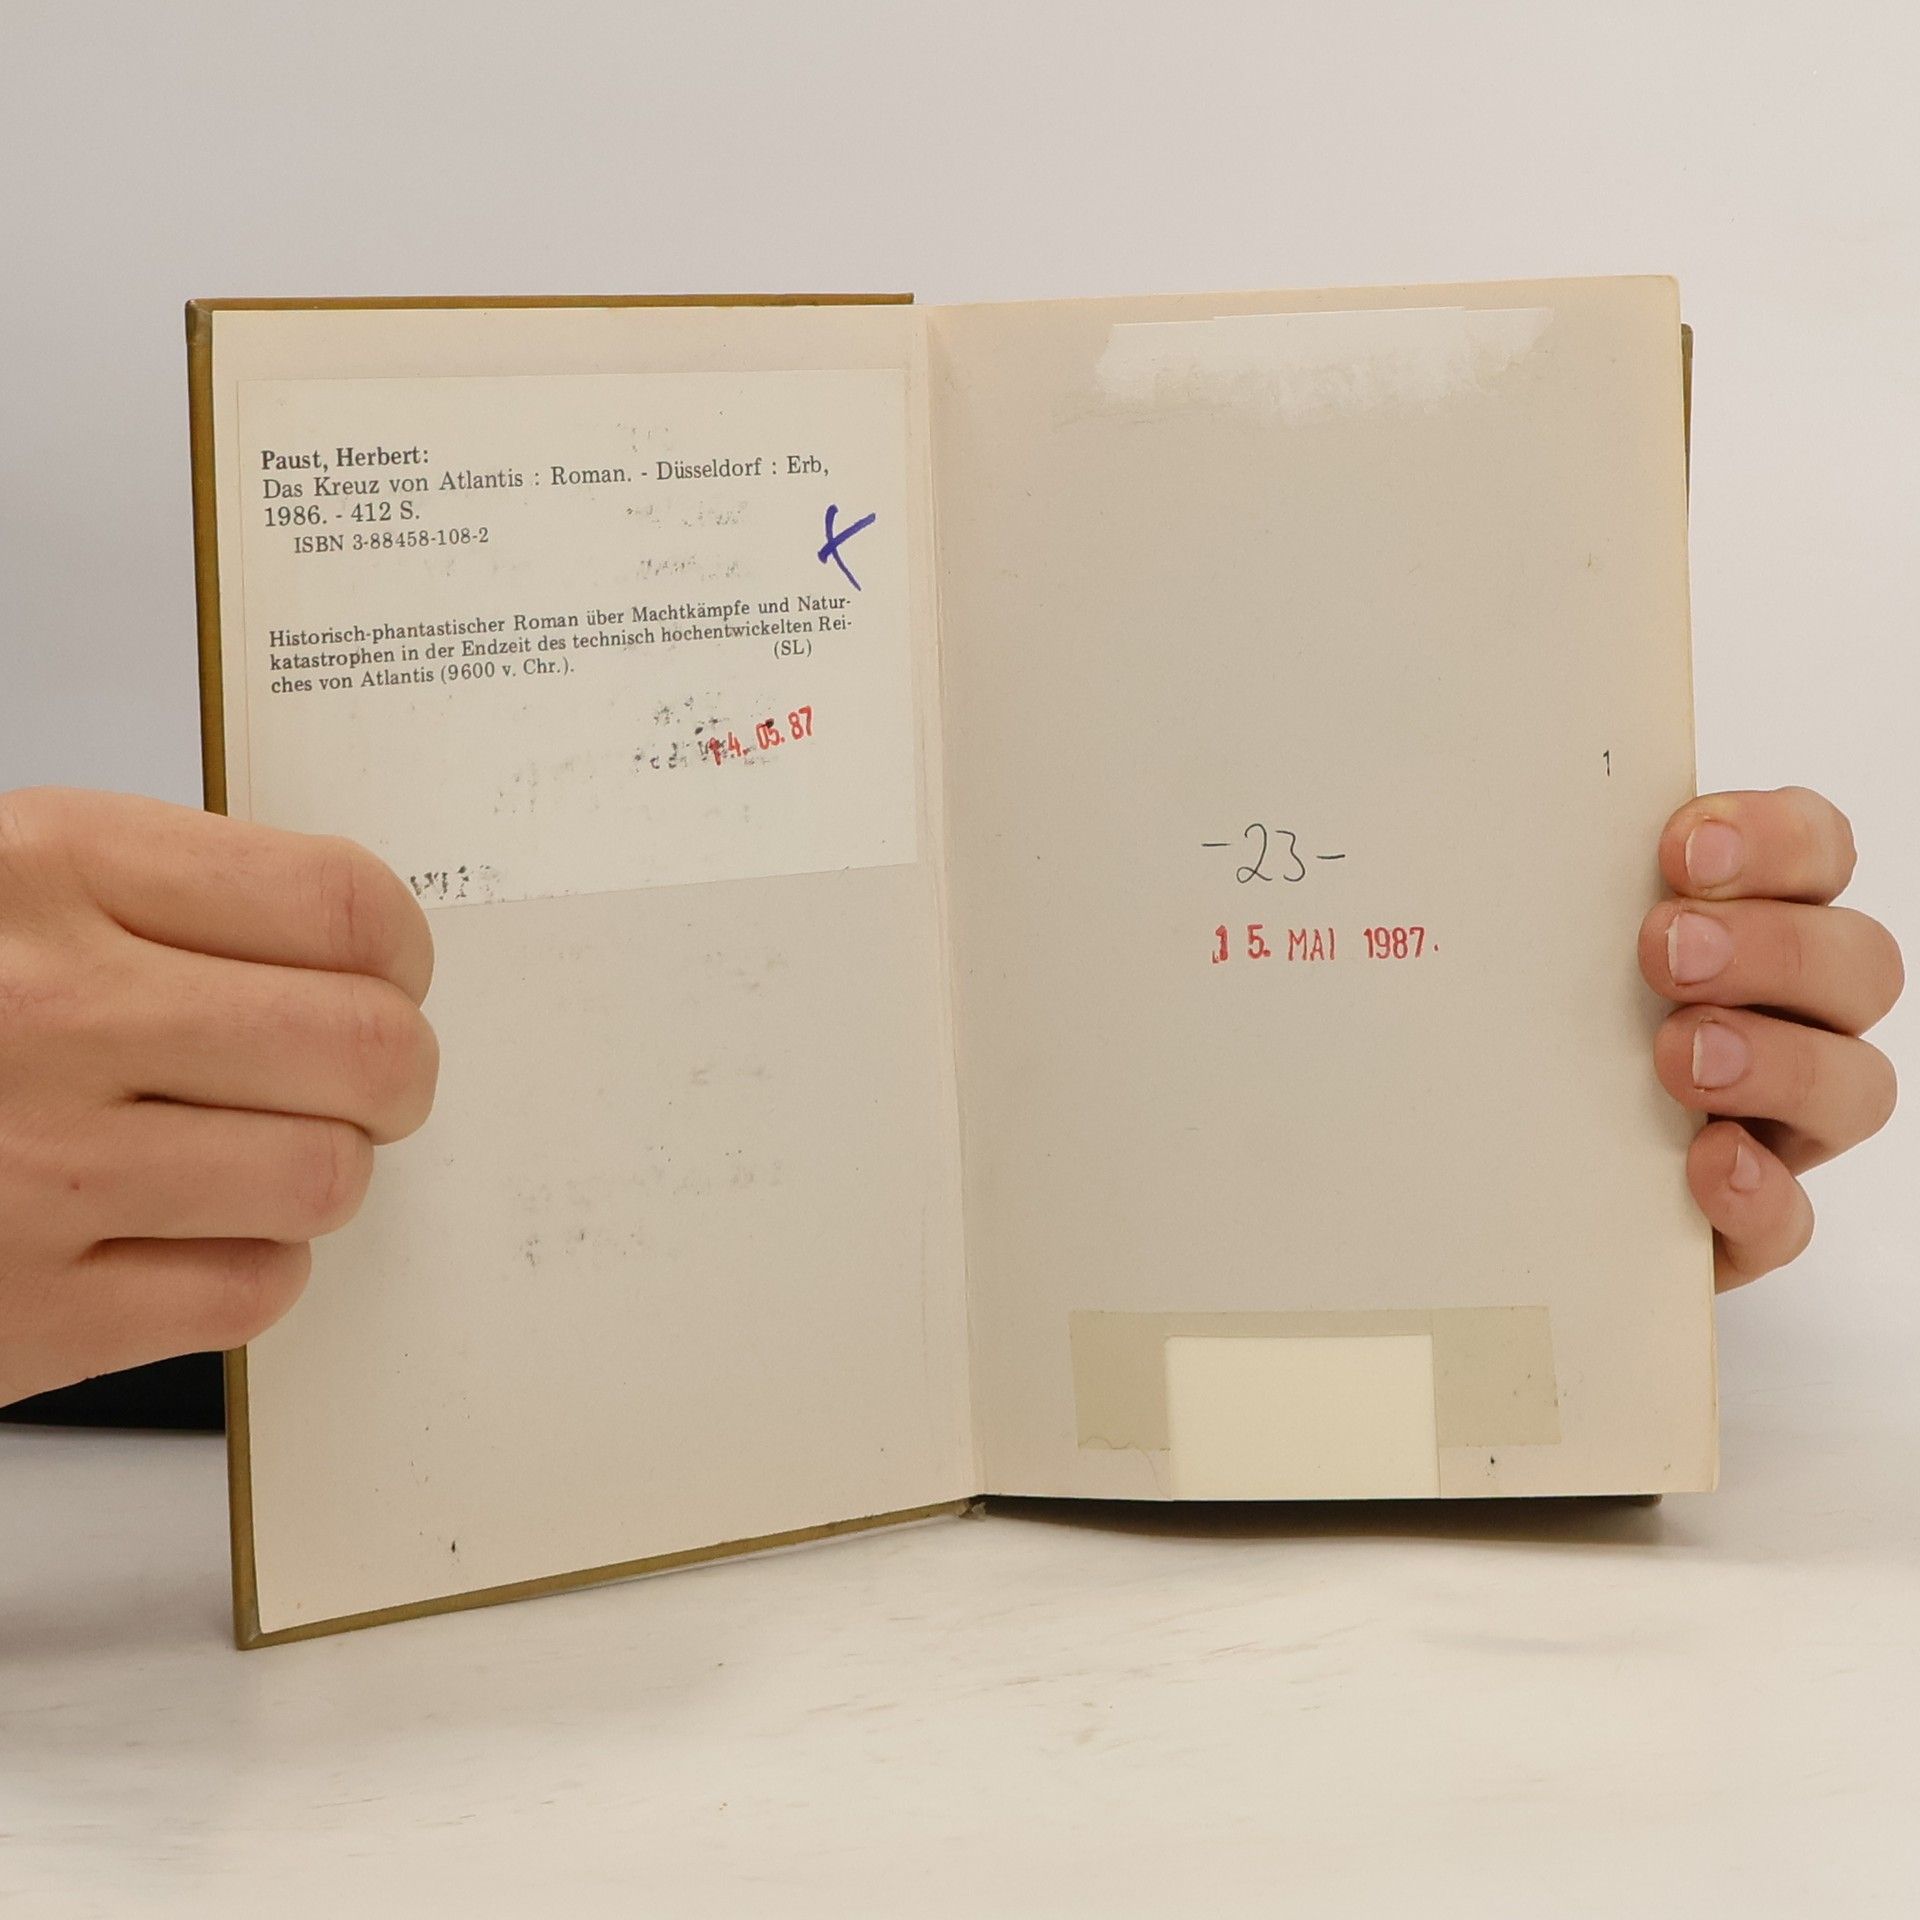 Paust, Herbert:
Das Kreuz von Atlantis : Roman. - Düsseldorf : Erb,
1986. - 412 S.
ISBN 3-88458-108-2
Historisch-phantastischer Roman über Machtkämpfe und Natur-
katastrophen in der Endzeit des technisch hochentwickelten Rei-
ches von Atlantis (9600 v. Chr.). (SL)
14. 05. 87
1
-23-
15. MAI 1987.